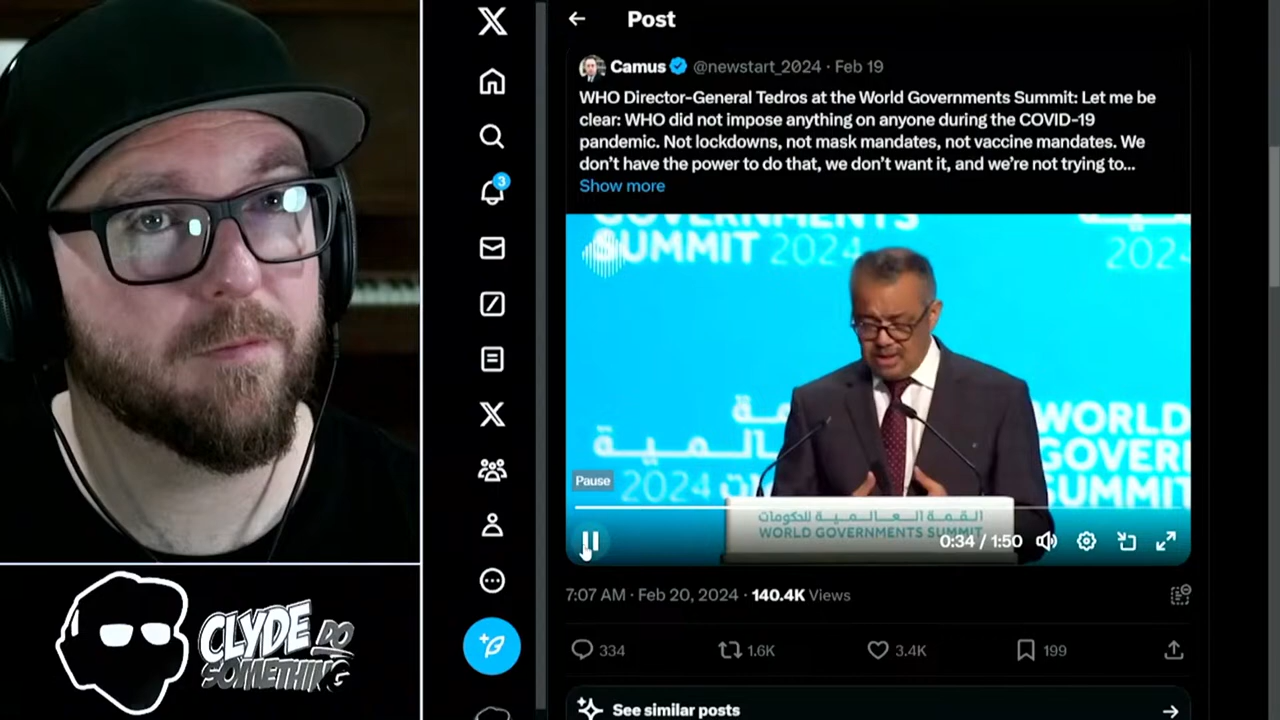 Post
Camus @newstart_2024 · Feb 19
WHO Director-General Tedros at the World Governments Summit: Let me be
clear: WHO did not impose anything on anyone during the COVID-19
pandemic. Not lockdowns, not mask mandates, not vaccine mandates. We
don't have the power to do that, we don't want it, and we're not trying to...
Show more
3
GOVERNMENTS
SUMMIT 2024
2024
WORLD
GOVERN
SUMMIT
2024
Pause
القمة العالمية للحكومات
WORLD GOVERNMENTS SUMMIT
0:34 / 1:50
7:07 AM · Feb 20, 2024 · 140.4K Views
334 1.6K 3.4K 199
See similar posts
CLYDE DO
SOMETHING